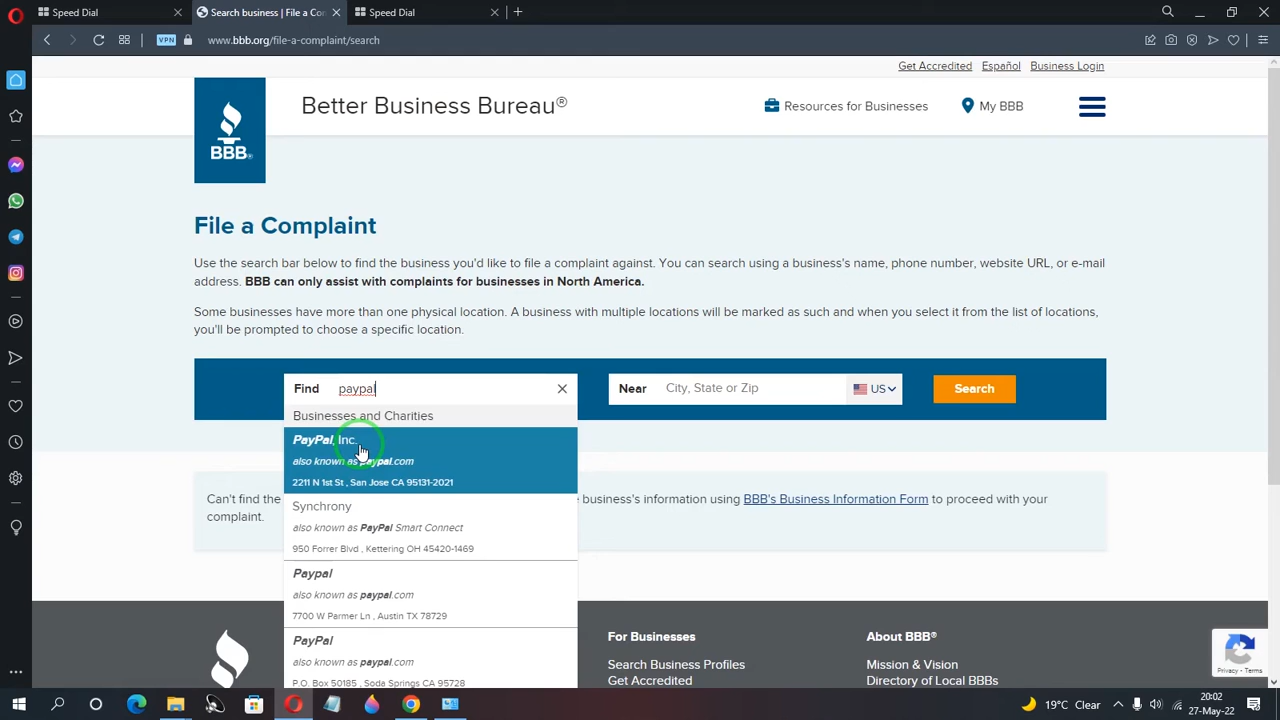 Speed Dial
Search business | File a Com
Speed Dial
VPN
www.bbb.org/file-a-complaint/search
Get Accredited
Español
Business Login
BBB®
Better Business Bureau®
Resources for Businesses
My BBB
File a Complaint
Use the search bar below to find the business you'd like to file a complaint against. You can search using a business's name, phone number, website URL, or e-mail
address. BBB can only assist with complaints for businesses in North America.
Some businesses have more than one physical location. A business with multiple locations will be marked as such and when you select it from the list of locations,
you'll be prompted to choose a specific location.
Find
paypal
Near
City, State or Zip
US
Search
Businesses and Charities
PayPal, Inc.
also known as paypal.com
2211 N 1st St , San Jose CA 95131-2021
Can't find the
business's information using BBB's Business Information Form to proceed with your
complaint.
Synchrony
also known as PayPal Smart Connect
950 Forrer Blvd , Kettering OH 45420-1469
Paypal
also known as paypal.com
7700 W Parmer Ln , Austin TX 78729
PayPal
also known as paypal.com
P.O. Box 50185 , Soda Springs CA 95728
For Businesses
Search Business Profiles
Get Accredited
About BBB®
Mission & Vision
Directory of Local BBBs
Privacy - Terms
19°C Clear
20:02
27-May-22